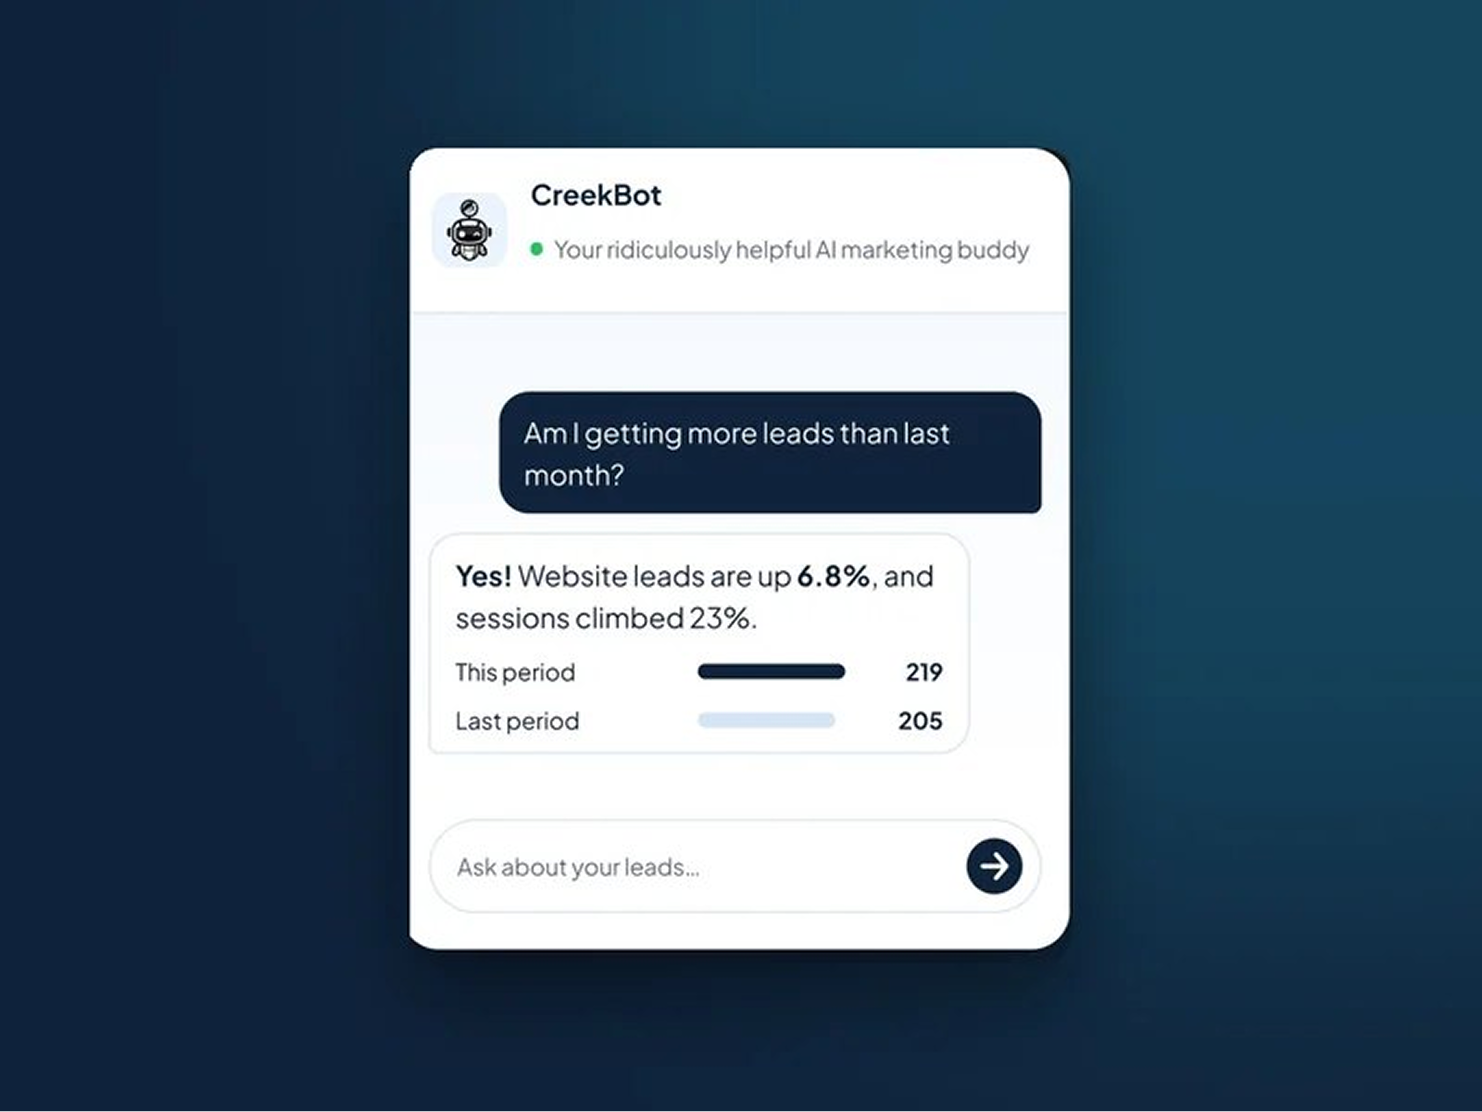 CreekBot
Your ridiculously helpful AI marketing buddy
Am I getting more leads than last
month?
Yes! Website leads are up 6.8%, and
sessions climbed 23%.
This period 219
Last period 205
Ask about your leads...